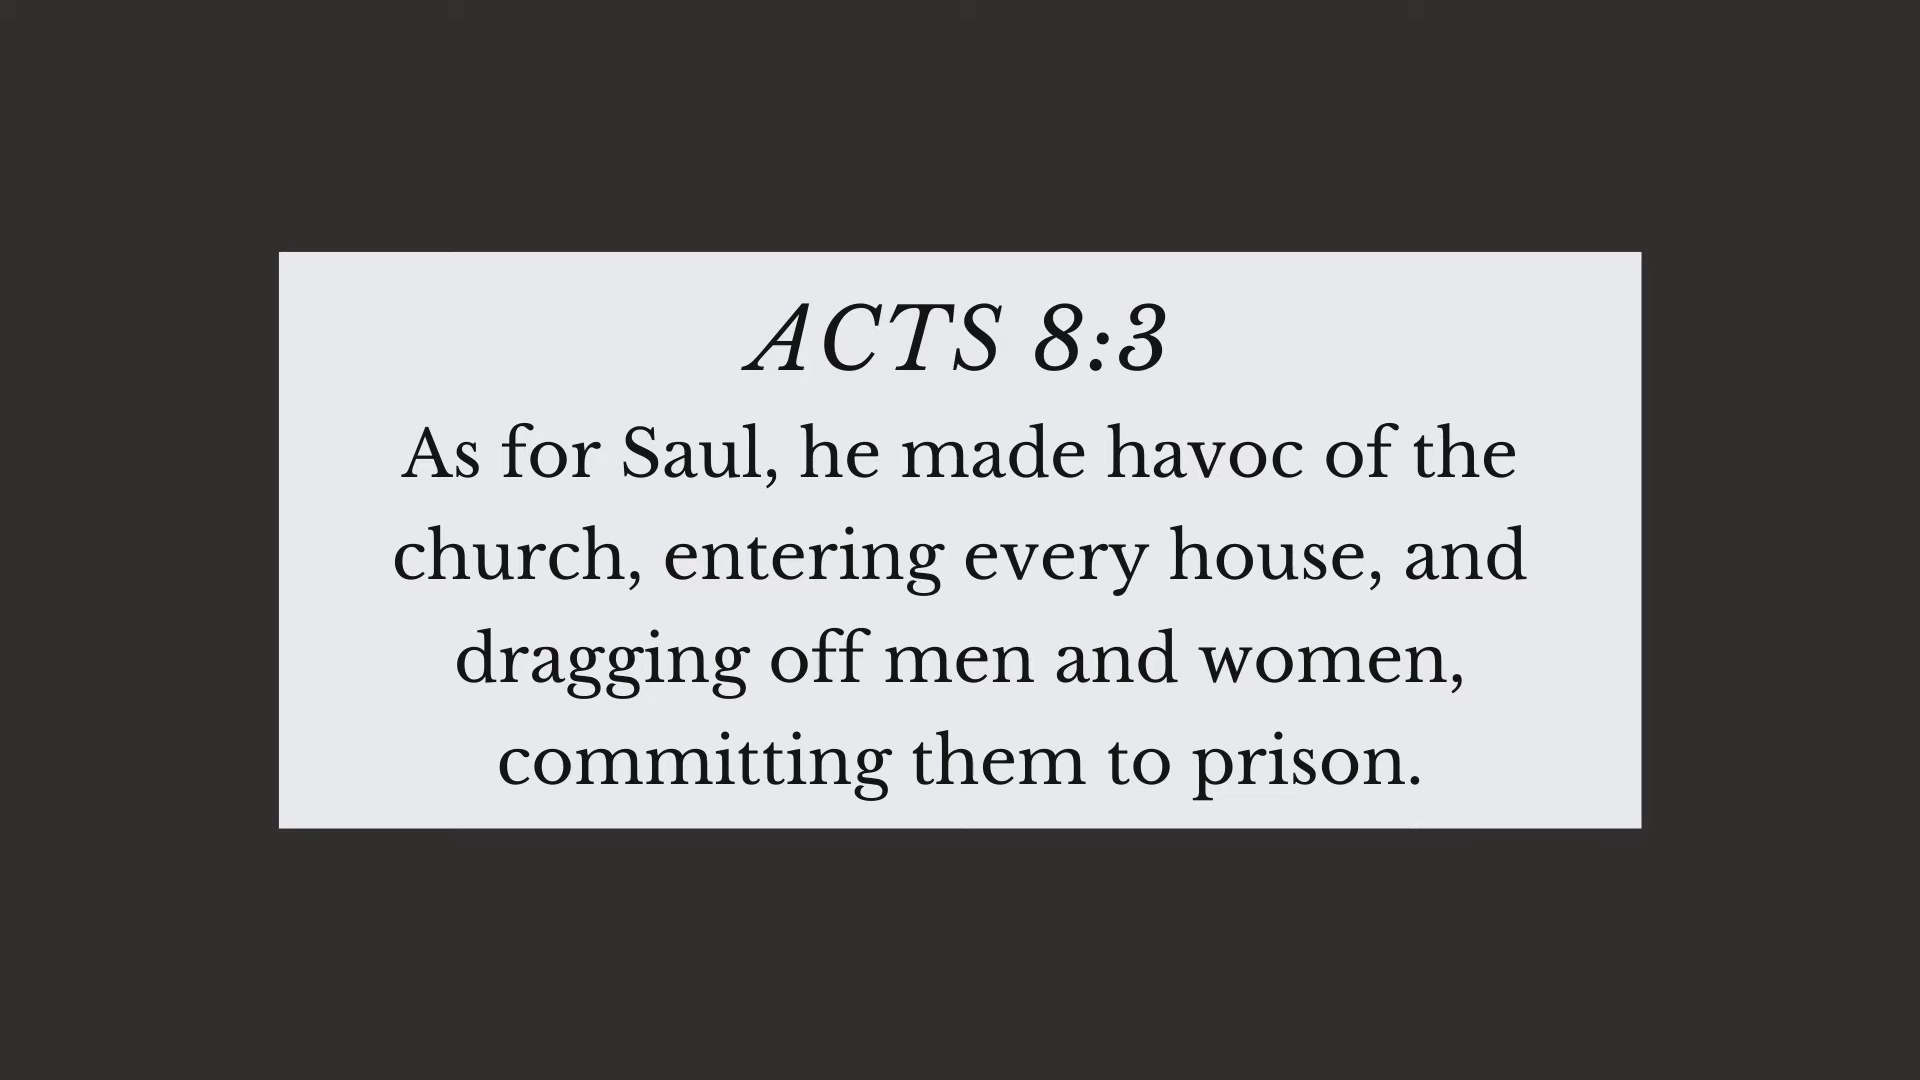 ACTS 8:3
As for Saul, he made havoc of the
church, entering every house, and
dragging off men and women,
committing them to prison.